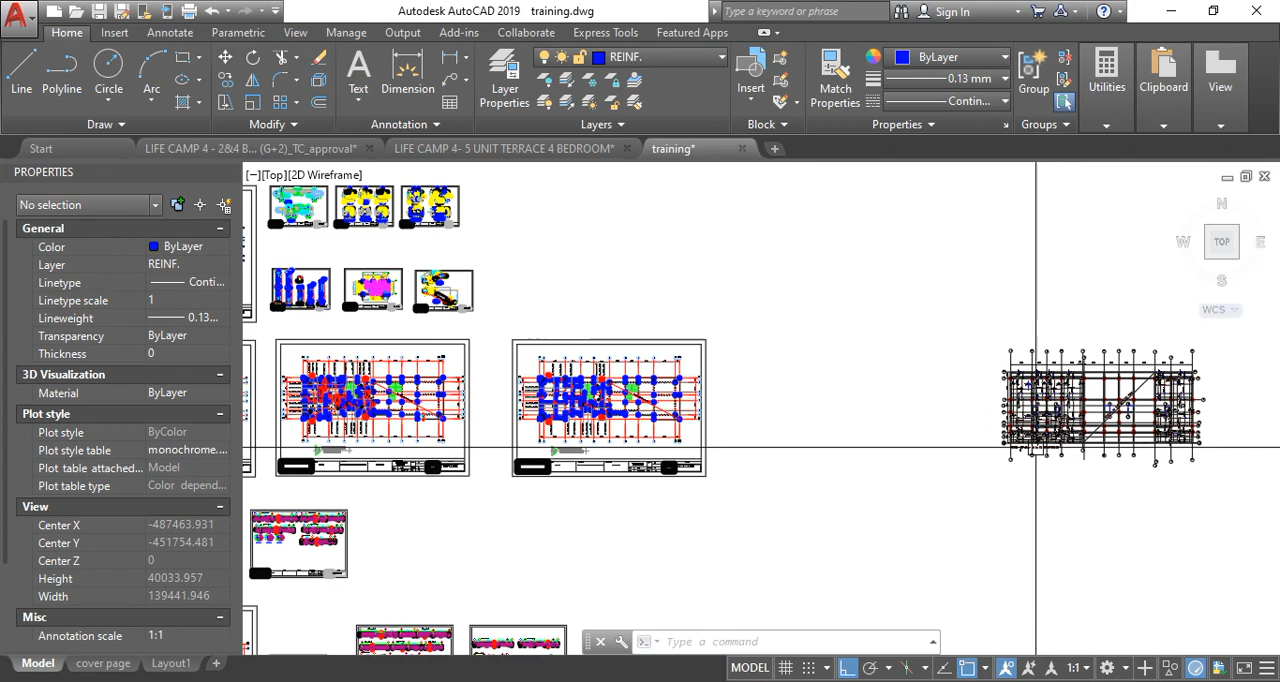 Autodesk AutoCAD 2019 training.dwg
Type a keyword or phrase
Sign In
Home Insert Annotate Parametric View Manage Output Add-ins Collaborate Express Tools Featured Apps
Line Polyline Circle Arc
Text Dimension
Layer Properties
REINF.
Insert
Match Properties
ByLayer
0.13 mm
Contin...
Group
Utilities
Clipboard
View
Draw Modify Annotation Layers Block Properties Groups
Start LIFE CAMP 4 - 2&4 B... (G+2)_TC_approval* LIFE CAMP 4- 5 UNIT TERRACE 4 BEDROOM* training*
PROPERTIES
[−][Top][2D Wireframe]
No selection
General
Color ByLayer
Layer REINF.
Linetype Conti...
Linetype scale 1
Lineweight 0.13...
Transparency ByLayer
Thickness 0
3D Visualization
Material ByLayer
Plot style
Plot style ByColor
Plot style table monochrome....
Plot table attached... Model
Plot table type Color depend...
View
Center X -487463.931
Center Y -451754.481
Center Z 0
Height 40033.957
Width 139441.946
Misc
Annotation scale 1:1
N
W TOP E
S
WCS
Type a command
Model cover page Layout1
MODEL 1:1